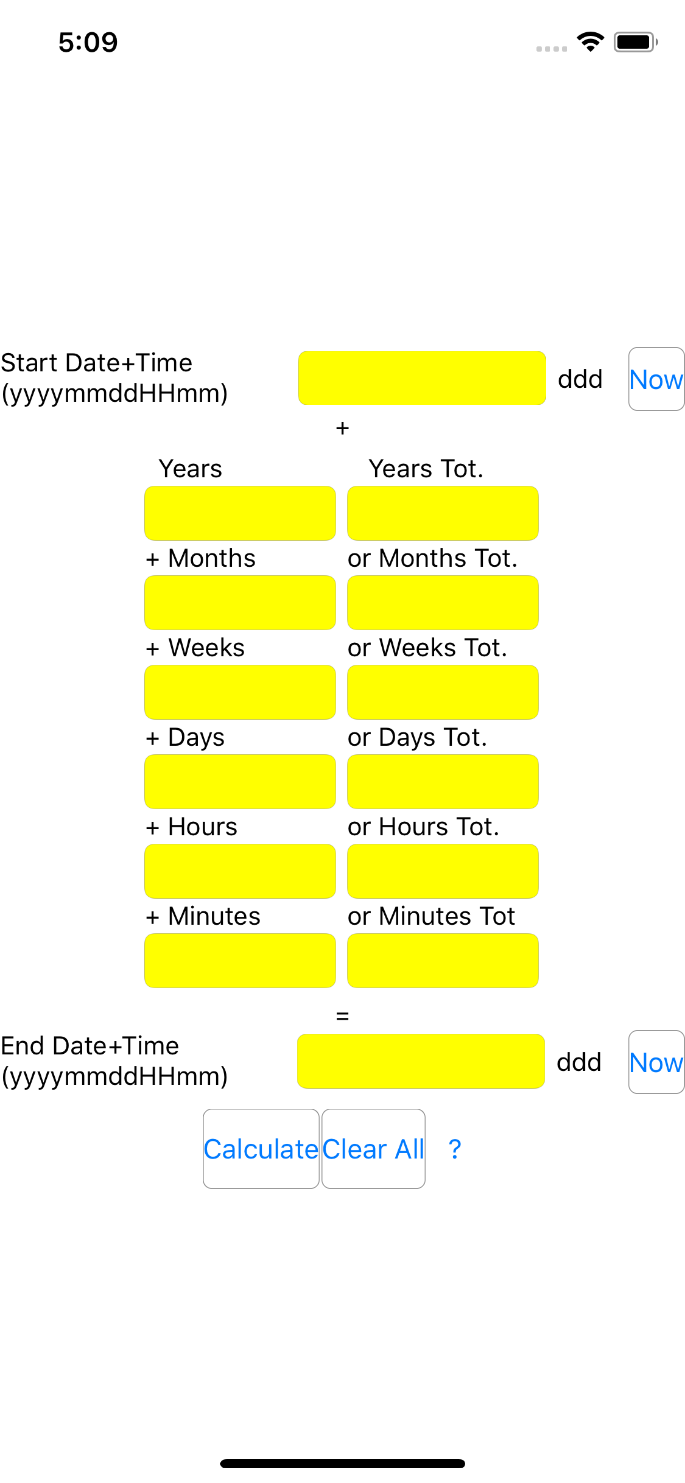 5:09
Start Date+Time
(yyyymmddHHmm)
ddd
Now
+
Years
Years Tot.
+ Months
or Months Tot.
+ Weeks
or Weeks Tot.
+ Days
or Days Tot.
+ Hours
or Hours Tot.
+ Minutes
or Minutes Tot
=
End Date+Time
(yyyymmddHHmm)
ddd
Now
Calculate
Clear All
?